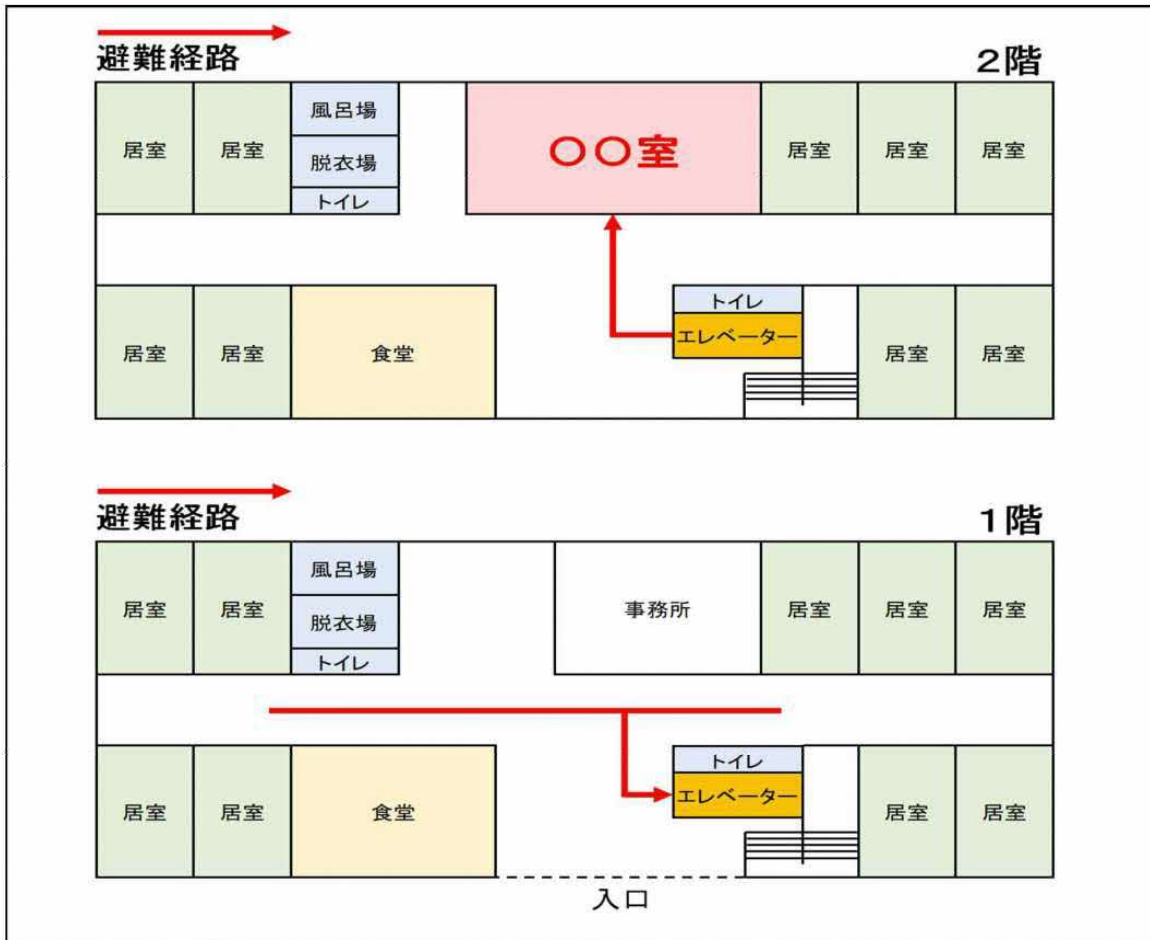 避難経路
2階
居室
居室
風呂場
脱衣場
トイレ
〇〇室
居室
居室
居室
居室
居室
食堂
トイレ
エレベーター
居室
居室
避難経路
1階
居室
居室
風呂場
脱衣場
トイレ
事務所
居室
居室
居室
居室
居室
食堂
トイレ
エレベーター
居室
居室
入口